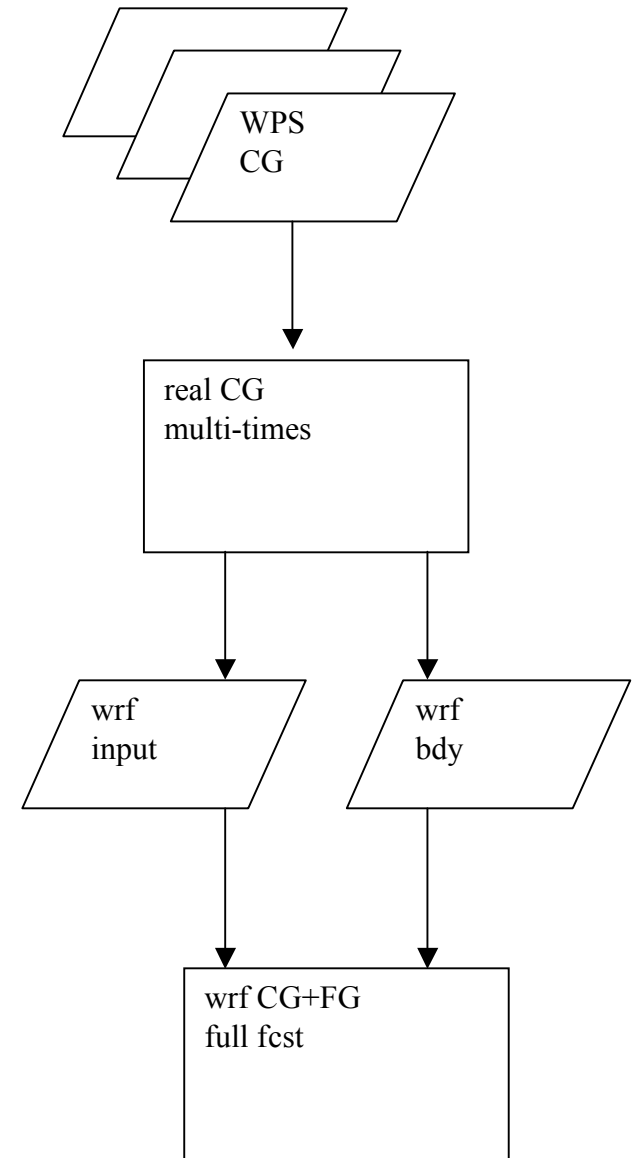 WPS
CG
real CG
multi-times
wrf
input
wrf
bdy
wrf CG+FG
full fcst